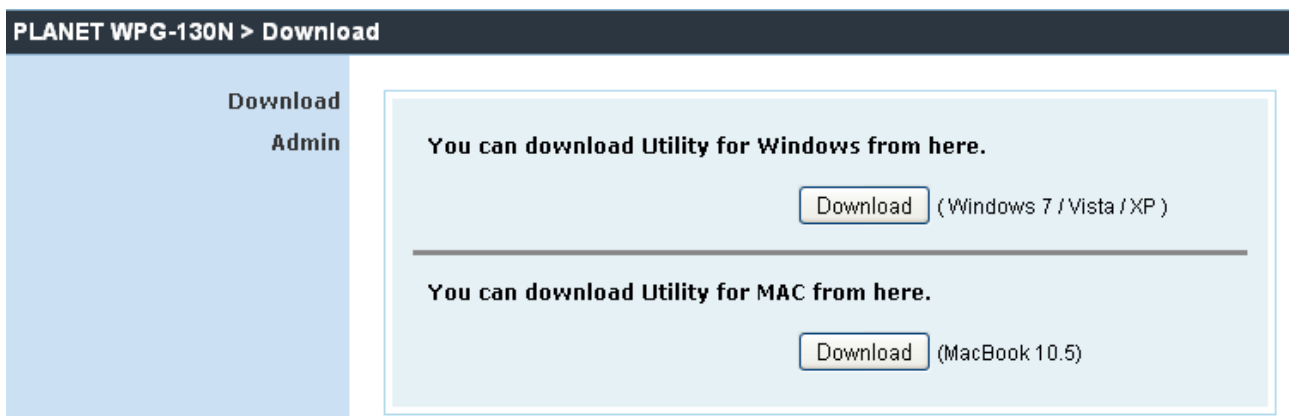 PLANET WPG-130N > Download
Download
Admin
You can download Utility for Windows from here.
Download ( Windows 7 / Vista / XP )
You can download Utility for MAC from here.
Download (MacBook 10.5)